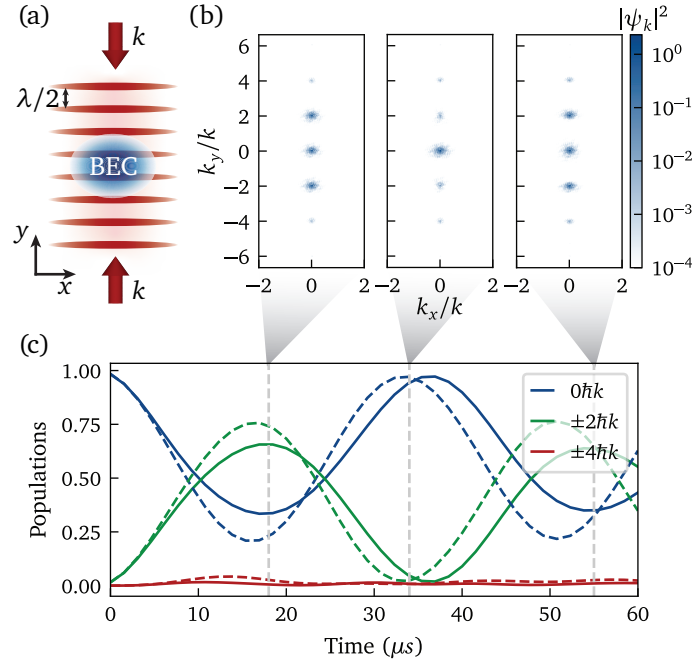 (a)
k
λ/2
BEC
y
x
k
(b)
|ψ_k|²
k_y/k
6
4
2
0
−2
−4
−6
−2 0 2
−2 0 2
−2 0 2
k_x/k
10⁰
10⁻¹
10⁻²
10⁻³
10⁻⁴
(c)
Populations
1.00
0.75
0.50
0.25
0.00
0ħk
±2ħk
±4ħk
0 10 20 30 40 50 60
Time (μs)